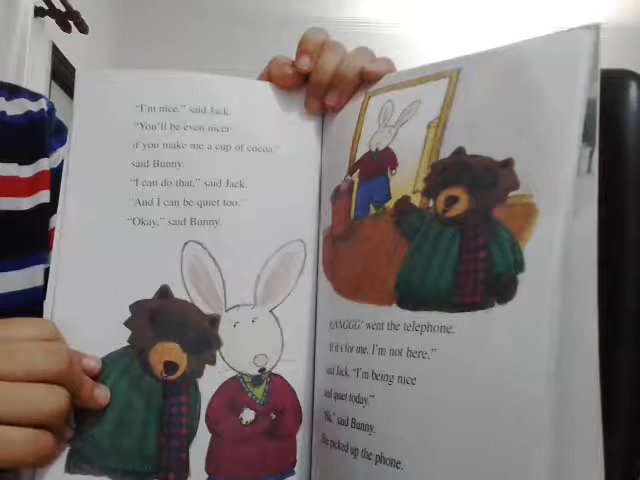 "I'm nice," said Jack.
"You'll be even nicer
if you make me a cup of cocoa,"
said Bunny.
"I can do that," said Jack.
"And I can be quiet too."
"Okay," said Bunny.
RINNGGG! went the telephone.
"If it's for me, I'm not here."
said Jack. "I'm being nice
and quiet today."
said Bunny.
She picked up the phone.